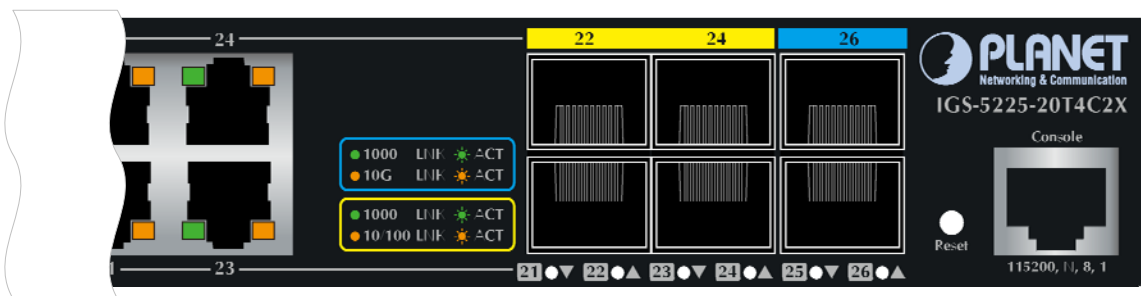 24
22 24 26
PLANET
Networking & Communication
IGS-5225-20T4C2X
Console
1000 LNK ACT
10G LNK ACT
1000 LNK ACT
10/100 LNK ACT
Reset
23
21 22 23 24 25 26
115200, N, 8, 1